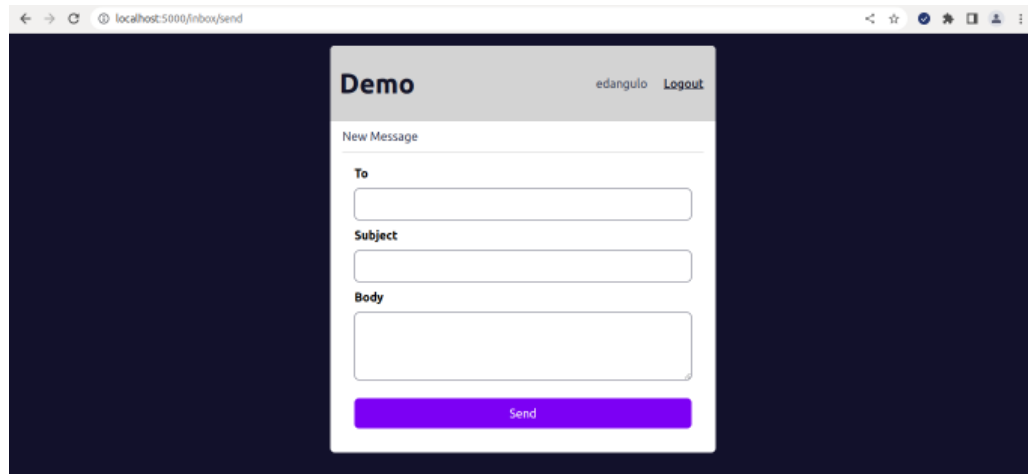 localhost:5000/inbox/send
Demo
edangulo Logout
New Message
To
Subject
Body
Send